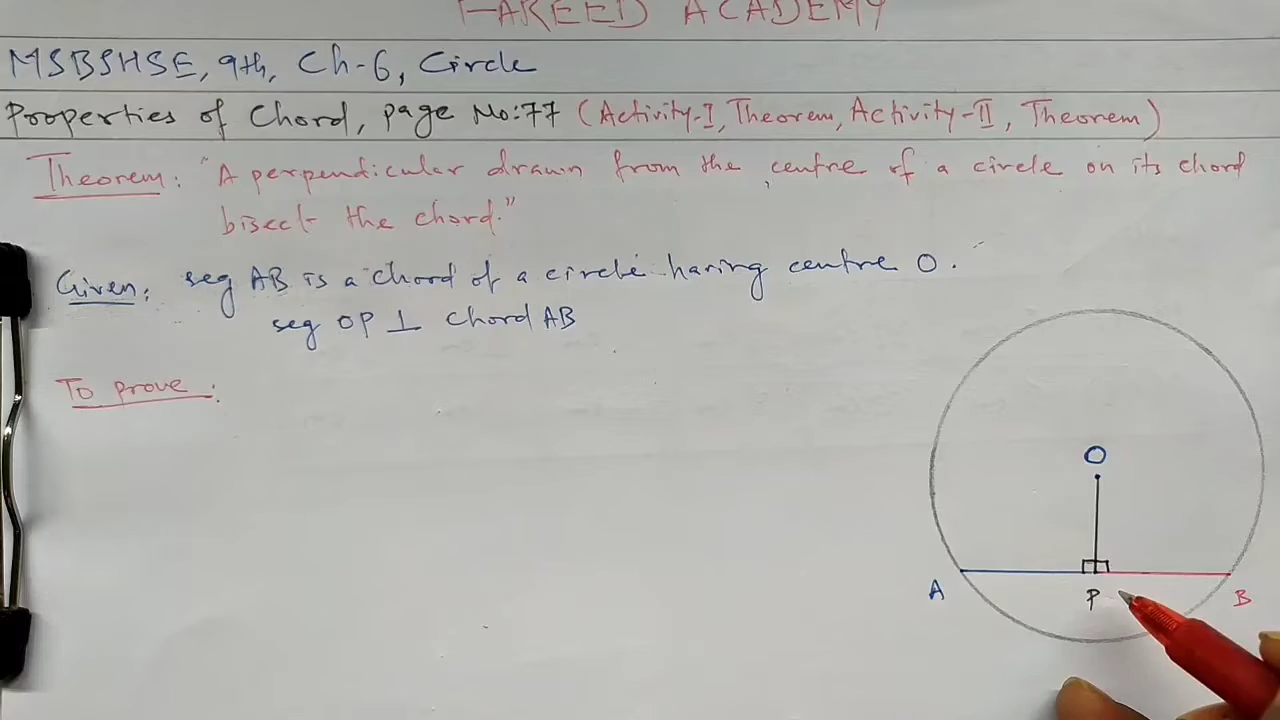 FAREED ACADEMY
MSBSHSE, 9th, Ch-6, Circle
Properties of Chord, page No:77 (Activity-I, Theorem, Activity-II, Theorem)
Theorem: "A perpendicular drawn from the centre of a circle on its chord
bisect the chord."
Given: seg AB is a chord of a circle having centre O.
seg OP ⊥ chord AB
To prove:
O
A
P
B